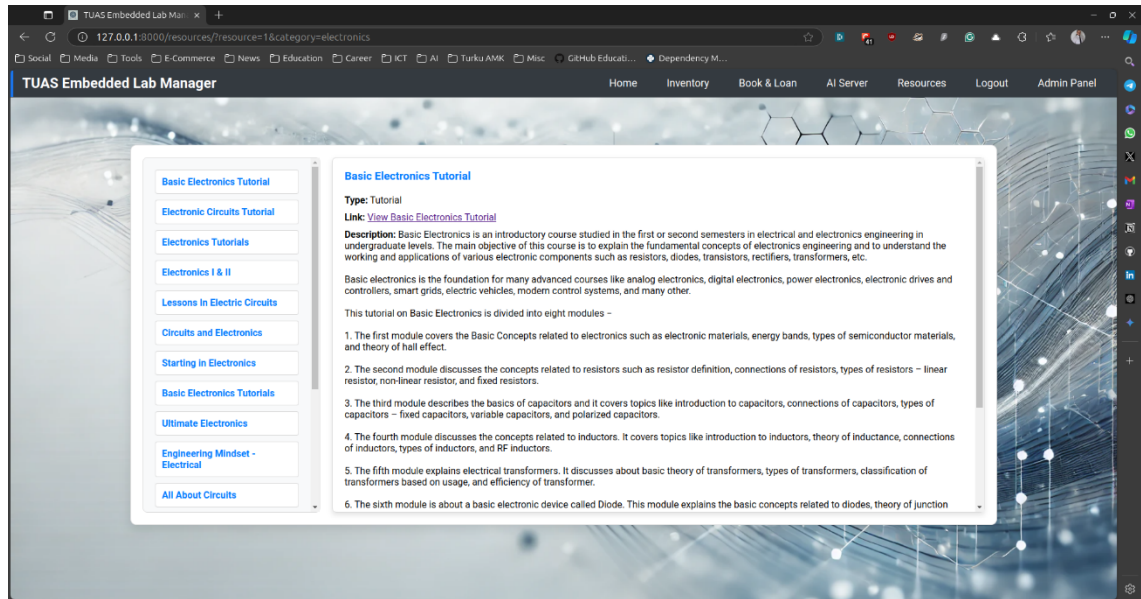 TUAS Embedded Lab Man
127.0.0.1:8000/resources/?resource=1&category=electronics
Social Media Tools E-Commerce News Education Career ICT AI Turku AMK Misc GitHub Educati... Dependency M...
41
TUAS Embedded Lab Manager
Home Inventory Book & Loan AI Server Resources Logout Admin Panel
Basic Electronics Tutorial
Electronic Circuits Tutorial
Electronics Tutorials
Electronics I & II
Lessons In Electric Circuits
Circuits and Electronics
Starting in Electronics
Basic Electronics Tutorials
Ultimate Electronics
Engineering Mindset -
Electrical
All About Circuits
Basic Electronics Tutorial
Type: Tutorial
Link: View Basic Electronics Tutorial
Description: Basic Electronics is an introductory course studied in the first or second semesters in electrical and electronics engineering in
undergraduate levels. The main objective of this course is to explain the fundamental concepts of electronics engineering and to understand the
working and applications of various electronic components such as resistors, diodes, transistors, rectifiers, transformers, etc.
Basic electronics is the foundation for many advanced courses like analog electronics, digital electronics, power electronics, electronic drives and
controllers, smart grids, electric vehicles, modern control systems, and many other.
This tutorial on Basic Electronics is divided into eight modules –
1. The first module covers the Basic Concepts related to electronics such as electronic materials, energy bands, types of semiconductor materials,
and theory of hall effect.
2. The second module discusses the concepts related to resistors such as resistor definition, connections of resistors, types of resistors – linear
resistor, non-linear resistor, and fixed resistors.
3. The third module describes the basics of capacitors and it covers topics like introduction to capacitors, connections of capacitors, types of
capacitors – fixed capacitors, variable capacitors, and polarized capacitors.
4. The fourth module discusses the concepts related to inductors. It covers topics like introduction to inductors, theory of inductance, connections
of inductors, types of inductors, and RF inductors.
5. The fifth module explains electrical transformers. It discusses about basic theory of transformers, types of transformers, classification of
transformers based on usage, and efficiency of transformer.
6. The sixth module is about a basic electronic device called Diode. This module explains the basic concepts related to diodes, theory of junction